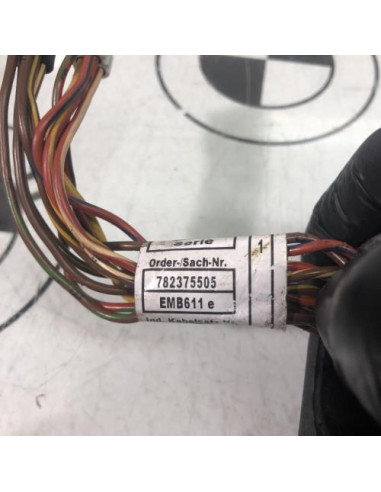 Serie
1
Order-/Sach-Nr.
782375505
EMB611 e